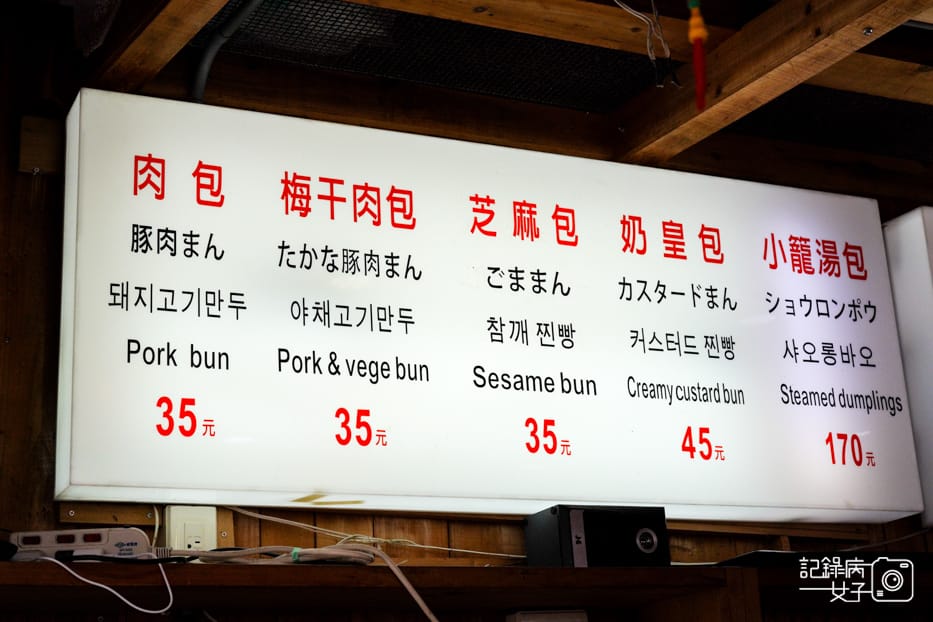 肉包
豚肉まん
돼지고기만두
Pork bun
35元
梅干肉包
たかな豚肉まん
야채고기만두
Pork & vege bun
35元
芝麻包
ごままん
참깨 찐빵
Sesame bun
35元
奶皇包
カスタードまん
커스터드 찐빵
Creamy custard bun
45元
小籠湯包
ショウロンポウ
샤오롱바오
Steamed dumplings
170元
記錄病
女子